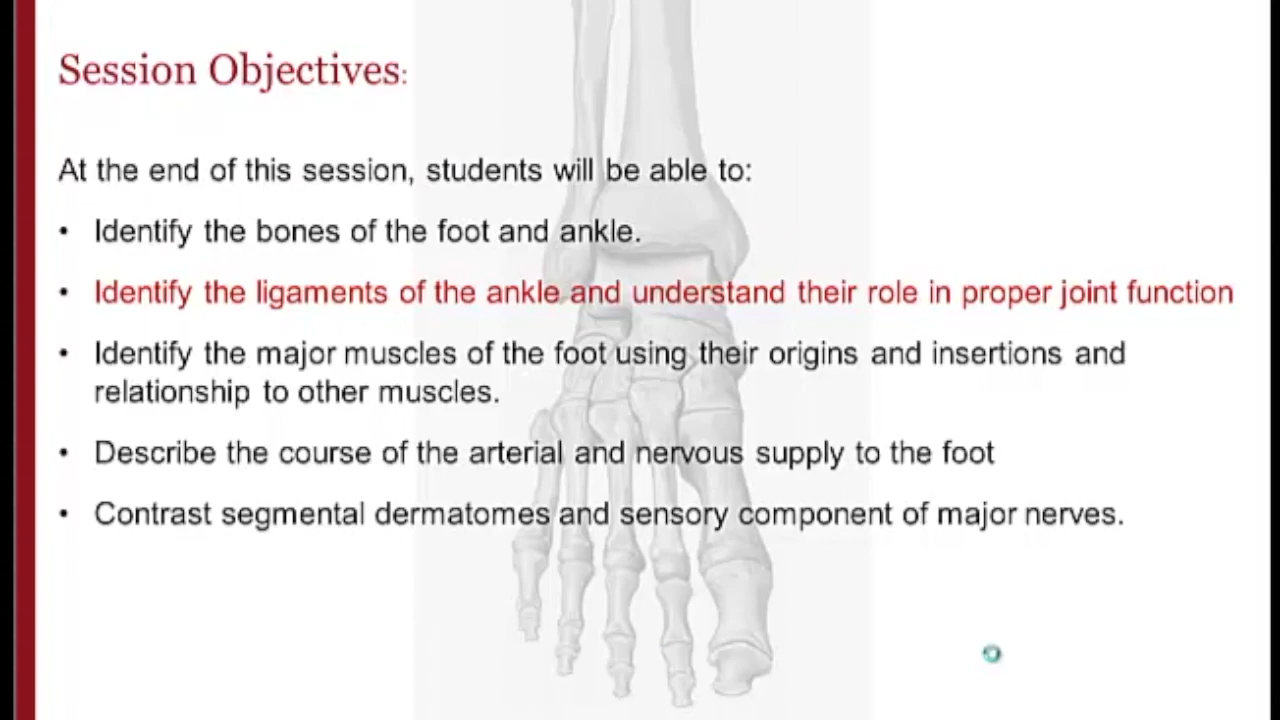 Session Objectives:
At the end of this session, students will be able to:
• Identify the bones of the foot and ankle.
• Identify the ligaments of the ankle and understand their role in proper joint function
• Identify the major muscles of the foot using their origins and insertions and
relationship to other muscles.
• Describe the course of the arterial and nervous supply to the foot
• Contrast segmental dermatomes and sensory component of major nerves.